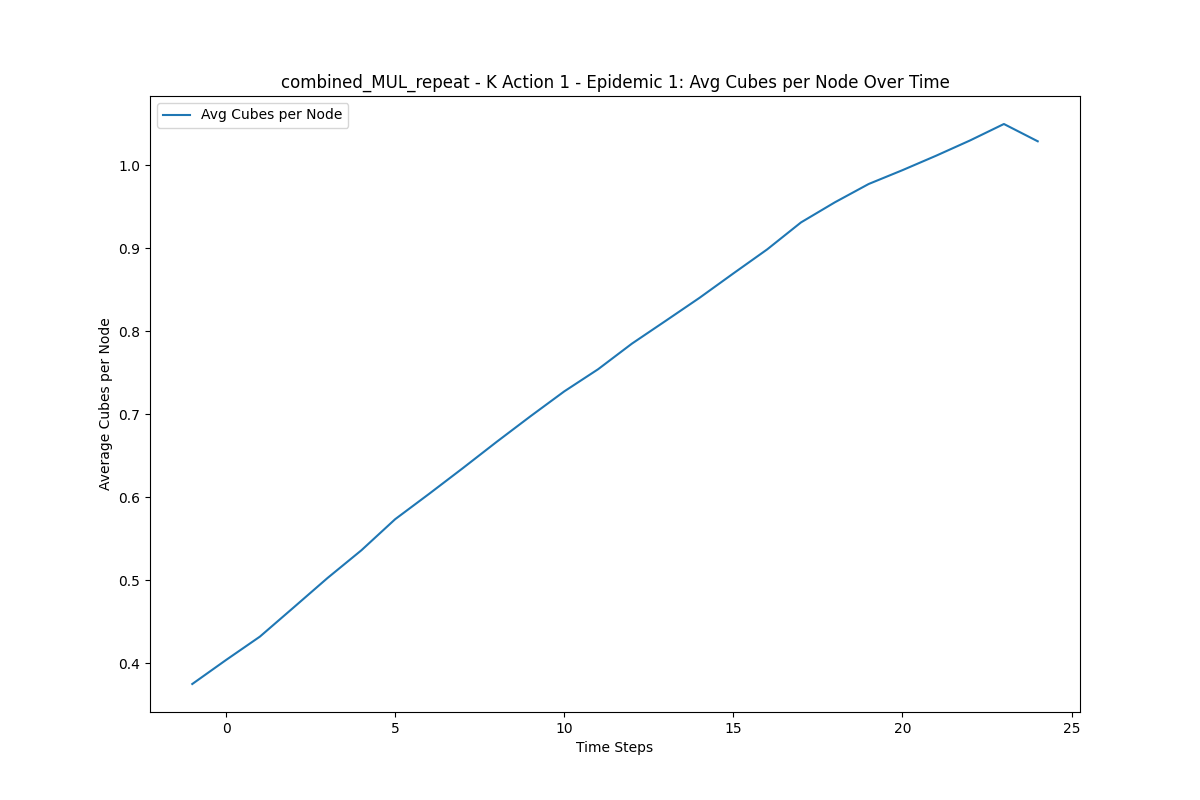 combined_MUL_repeat - K Action 1 - Epidemic 1: Avg Cubes per Node Over Time
Avg Cubes per Node
Average Cubes per Node
1.0
0.9
0.8
0.7
0.6
0.5
0.4
0 5 10 15 20 25
Time Steps